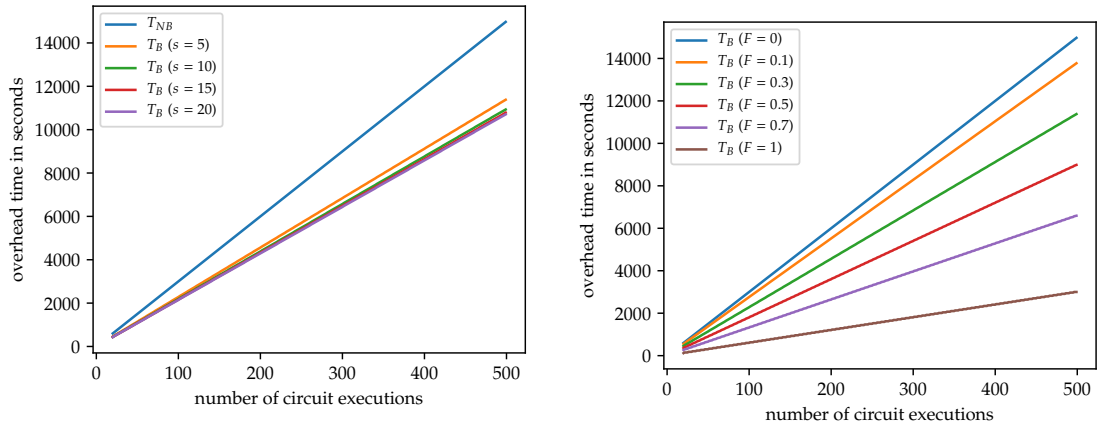 14000
12000
10000
8000
6000
4000
2000
0
overhead time in seconds
T_NB
T_B (s = 5)
T_B (s = 10)
T_B (s = 15)
T_B (s = 20)
0 100 200 300 400 500
number of circuit executions
14000
12000
10000
8000
6000
4000
2000
0
overhead time in seconds
T_B (F = 0)
T_B (F = 0.1)
T_B (F = 0.3)
T_B (F = 0.5)
T_B (F = 0.7)
T_B (F = 1)
0 100 200 300 400 500
number of circuit executions